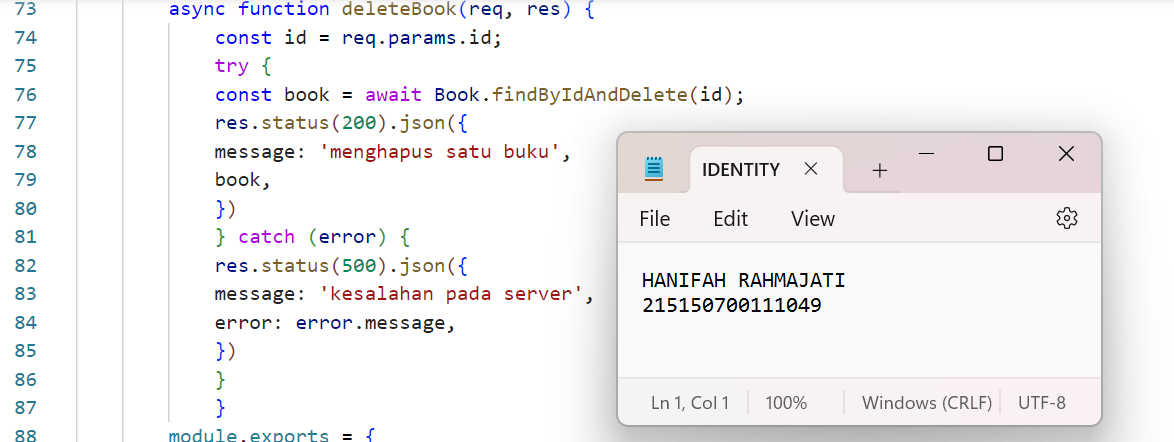 73 async function deleteBook(req, res) {
74 const id = req.params.id;
75 try {
76 const book = await Book.findByIdAndDelete(id);
77 res.status(200).json({
78 message: 'menghapus satu buku',
79 book,
80 })
81 } catch (error) {
82 res.status(500).json({
83 message: 'kesalahan pada server',
84 error: error.message,
85 })
86 }
87 }
88 module.exports = {
IDENTITY
File Edit View
HANIFAH RAHMAJATI
215150700111049
Ln 1, Col 1 100% Windows (CRLF) UTF-8